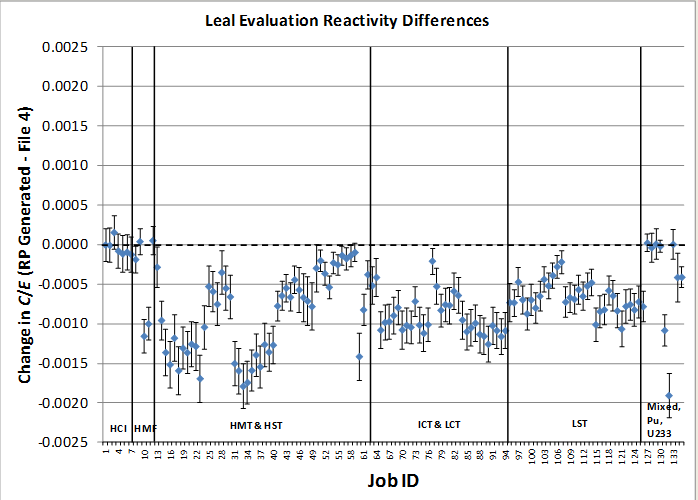 Leal Evaluation Reactivity Differences
Change in C/E (RP Generated - File 4)
0.0025
0.0020
0.0015
0.0010
0.0005
0.0000
-0.0005
-0.0010
-0.0015
-0.0020
-0.0025
HCI HMF HMT & HST ICT & LCT LST Mixed,
Pu,
U233
1 4 7 10 13 16 19 22 25 28 31 34 37 40 43 46 49 52 55 58 61 64 67 70 73 76 79 82 85 88 91 94 97 100 103 106 109 112 115 118 121 124 127 130 133
Job ID